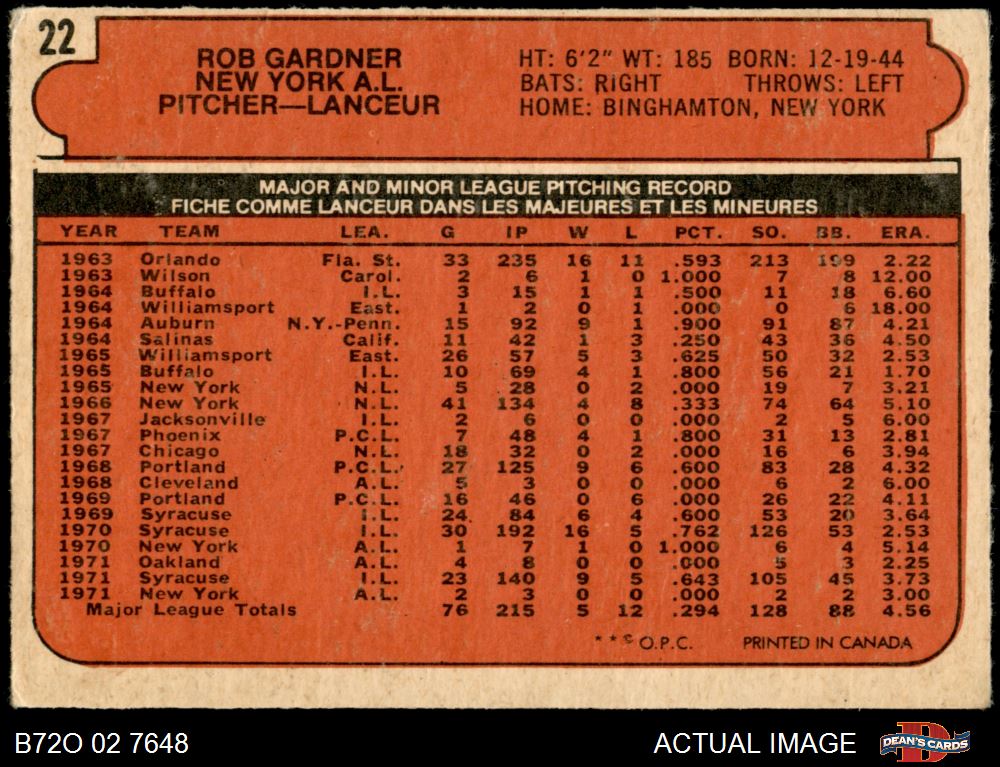 22
ROB GARDNER
NEW YORK A.L.
PITCHER—LANCEUR
HT: 6'2" WT: 185 BORN: 12-19-44
BATS: RIGHT THROWS: LEFT
HOME: BINGHAMTON, NEW YORK
MAJOR AND MINOR LEAGUE PITCHING RECORD
FICHE COMME LANCEUR DANS LES MAJEURES ET LES MINEURES
YEAR TEAM LEA. G IP W L PCT. SO. BB. ERA.
1963 Orlando Fla. St. 33 235 16 11 .593 213 199 2.22
1963 Wilson Carol. 2 6 1 0 1.000 7 8 12.00
1964 Buffalo I.L. 3 15 1 1 .500 11 18 6.60
1964 Williamsport East. 1 2 0 1 .000 0 6 18.00
1964 Auburn N.Y.-Penn. 15 92 9 1 .900 91 87 4.21
1964 Salinas Calif. 11 42 1 3 .250 43 36 4.50
1965 Williamsport East. 26 57 5 3 .625 50 32 2.53
1965 Buffalo I.L. 10 69 4 1 .800 56 21 1.70
1965 New York N.L. 5 28 0 2 .000 19 7 3.21
1966 New York N.L. 41 134 4 8 .333 74 64 5.10
1967 Jacksonville I.L. 2 6 0 0 .000 2 5 6.00
1967 Phoenix P.C.L. 7 48 4 1 .800 31 13 2.81
1967 Chicago N.L. 18 32 0 2 .000 16 6 3.94
1968 Portland P.C.L. 27 125 9 6 .600 83 28 4.32
1968 Cleveland A.L. 5 3 0 0 .000 6 2 6.00
1969 Portland P.C.L. 16 46 0 6 .000 26 22 4.11
1969 Syracuse I.L. 24 84 6 4 .600 53 20 3.64
1970 Syracuse I.L. 30 192 16 5 .762 126 53 2.53
1970 New York A.L. 1 7 1 0 1.000 6 4 5.14
1971 Oakland A.L. 4 8 0 0 .000 5 3 2.25
1971 Syracuse I.L. 23 140 9 5 .643 105 45 3.73
1971 New York A.L. 2 3 0 0 .000 2 2 3.00
Major League Totals 76 215 5 12 .294 128 88 4.56
**© O.P.C. PRINTED IN CANADA
B72O 02 7648 ACTUAL IMAGE DEAN'S CARDS